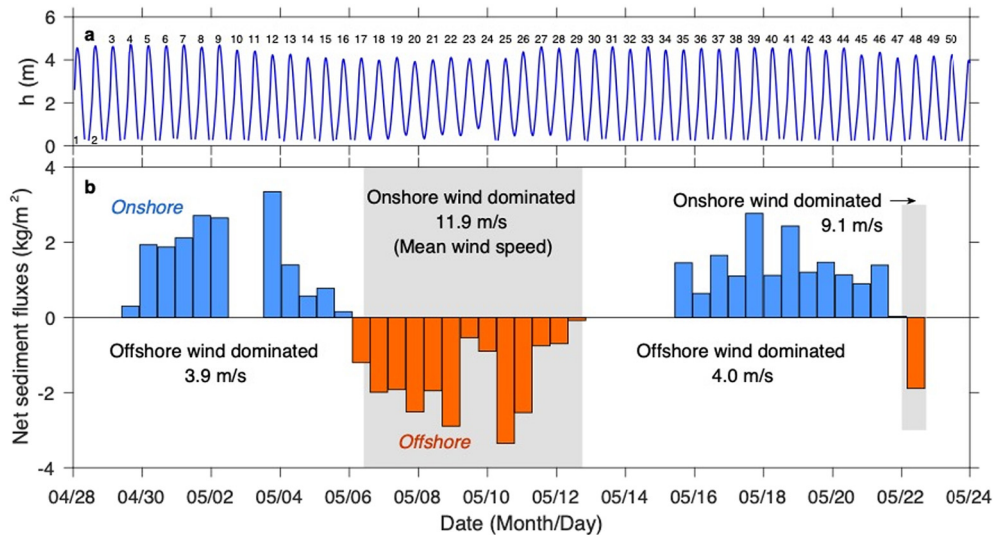 6
4
2
0
h (m)
a
3 4 5 6 7 8 9 10 11 12 13 14 15 16 17 18 19 20 21 22 23 24 25 26 27 28 29 30 31 32 33 34 35 36 37 38 39 40 41 42 43 44 45 46 47 48 49 50
1 2
4
2
0
-2
-4
Net sediment fluxes (kg/m²)
b
Onshore
Onshore wind dominated
11.9 m/s
(Mean wind speed)
Onshore wind dominated →
9.1 m/s
Offshore wind dominated
3.9 m/s
Offshore wind dominated
4.0 m/s
Offshore
04/28 04/30 05/02 05/04 05/06 05/08 05/10 05/12 05/14 05/16 05/18 05/20 05/22 05/24
Date (Month/Day)